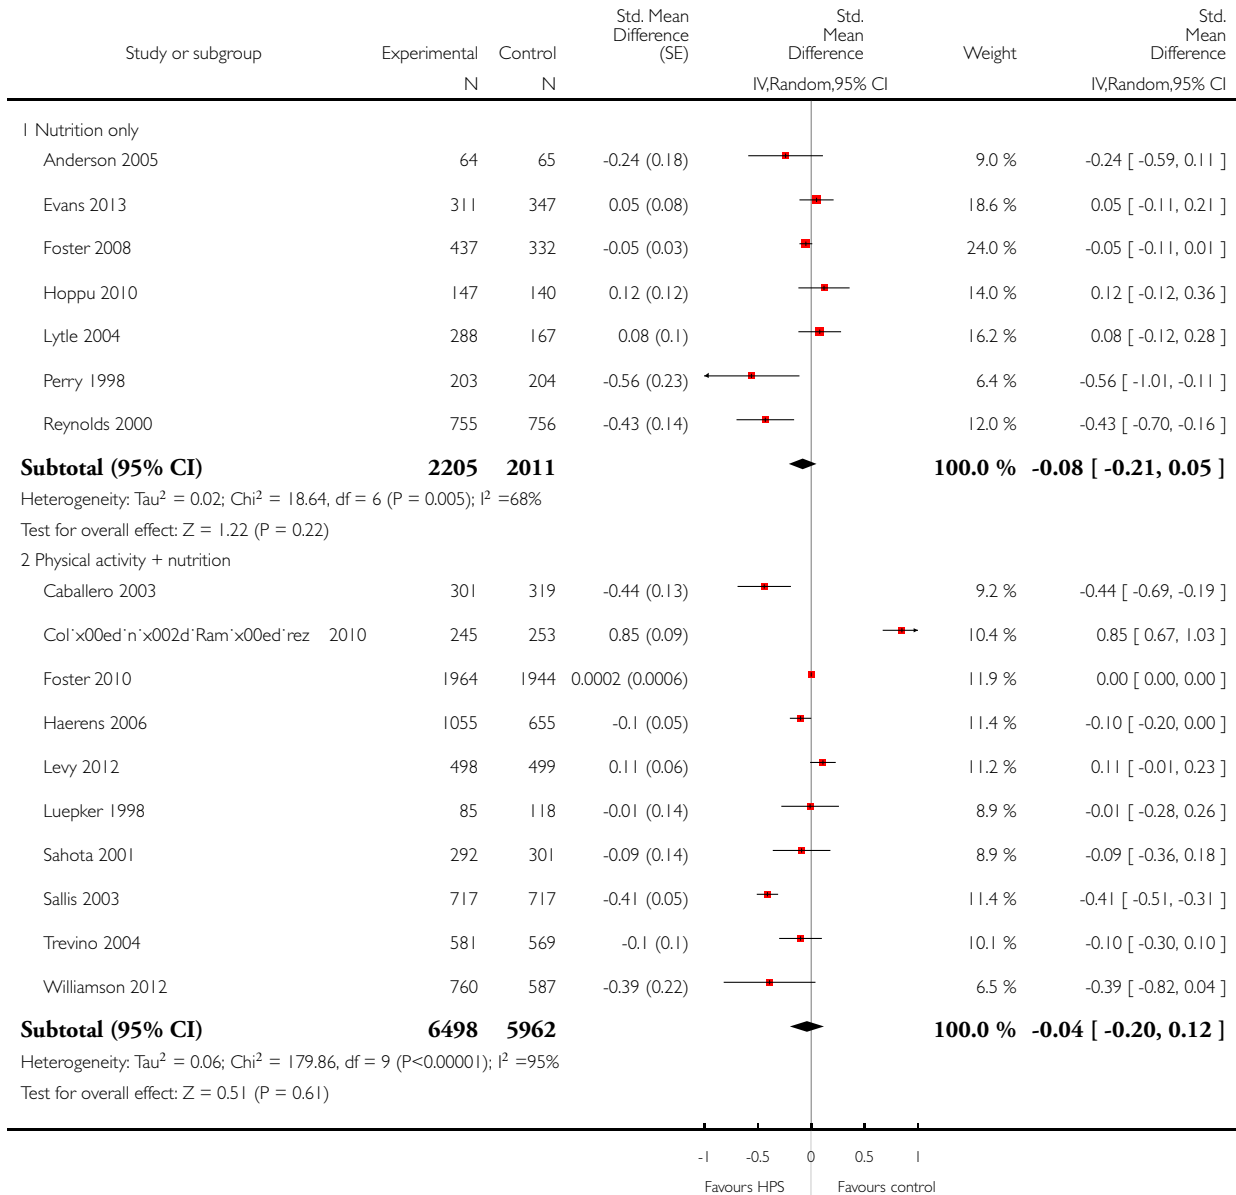 Study or subgroup Experimental Control Std. Mean Difference (SE) Std. Mean Difference Weight Std. Mean Difference
N N IV,Random,95% CI IV,Random,95% CI
1 Nutrition only
Anderson 2005 64 65 -0.24 (0.18) 9.0 % -0.24 [ -0.59, 0.11 ]
Evans 2013 311 347 0.05 (0.08) 18.6 % 0.05 [ -0.11, 0.21 ]
Foster 2008 437 332 -0.05 (0.03) 24.0 % -0.05 [ -0.11, 0.01 ]
Hoppu 2010 147 140 0.12 (0.12) 14.0 % 0.12 [ -0.12, 0.36 ]
Lytle 2004 288 167 0.08 (0.1) 16.2 % 0.08 [ -0.12, 0.28 ]
Perry 1998 203 204 -0.56 (0.23) 6.4 % -0.56 [ -1.01, -0.11 ]
Reynolds 2000 755 756 -0.43 (0.14) 12.0 % -0.43 [ -0.70, -0.16 ]
Subtotal (95% CI) 2205 2011 100.0 % -0.08 [ -0.21, 0.05 ]
Heterogeneity: Tau² = 0.02; Chi² = 18.64, df = 6 (P = 0.005); I² =68%
Test for overall effect: Z = 1.22 (P = 0.22)
2 Physical activity + nutrition
Caballero 2003 301 319 -0.44 (0.13) 9.2 % -0.44 [ -0.69, -0.19 ]
Col˙x00ed˙n˙x002d˙Ram˙x00ed˙rez 2010 245 253 0.85 (0.09) 10.4 % 0.85 [ 0.67, 1.03 ]
Foster 2010 1964 1944 0.0002 (0.0006) 11.9 % 0.00 [ 0.00, 0.00 ]
Haerens 2006 1055 655 -0.1 (0.05) 11.4 % -0.10 [ -0.20, 0.00 ]
Levy 2012 498 499 0.11 (0.06) 11.2 % 0.11 [ -0.01, 0.23 ]
Luepker 1998 85 118 -0.01 (0.14) 8.9 % -0.01 [ -0.28, 0.26 ]
Sahota 2001 292 301 -0.09 (0.14) 8.9 % -0.09 [ -0.36, 0.18 ]
Sallis 2003 717 717 -0.41 (0.05) 11.4 % -0.41 [ -0.51, -0.31 ]
Trevino 2004 581 569 -0.1 (0.1) 10.1 % -0.10 [ -0.30, 0.10 ]
Williamson 2012 760 587 -0.39 (0.22) 6.5 % -0.39 [ -0.82, 0.04 ]
Subtotal (95% CI) 6498 5962 100.0 % -0.04 [ -0.20, 0.12 ]
Heterogeneity: Tau² = 0.06; Chi² = 179.86, df = 9 (P<0.00001); I² =95%
Test for overall effect: Z = 0.51 (P = 0.61)
-1 -0.5 0 0.5 1
Favours HPS Favours control